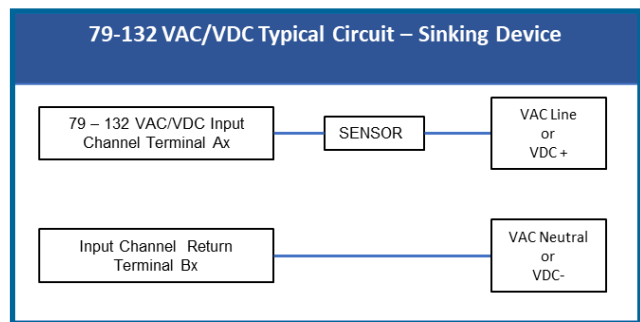 79-132 VAC/VDC Typical Circuit – Sinking Device
79 – 132 VAC/VDC Input
Channel Terminal Ax
SENSOR
VAC Line
or
VDC +
Input Channel Return
Terminal Bx
VAC Neutral
or
VDC-